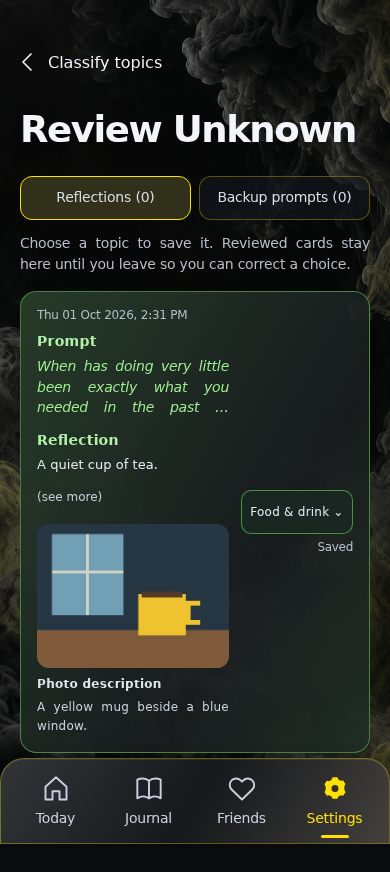 Classify topics
Review Unknown
Reflections (0)
Backup prompts (0)
Choose a topic to save it. Reviewed cards stay
here until you leave so you can correct a choice.
Thu 01 Oct 2026, 2:31 PM
Prompt
When has doing very little
been exactly what you
needed in the past ...
Reflection
A quiet cup of tea.
(see more)
Food & drink
Saved
Photo description
A yellow mug beside a blue
window.
Today
Journal
Friends
Settings